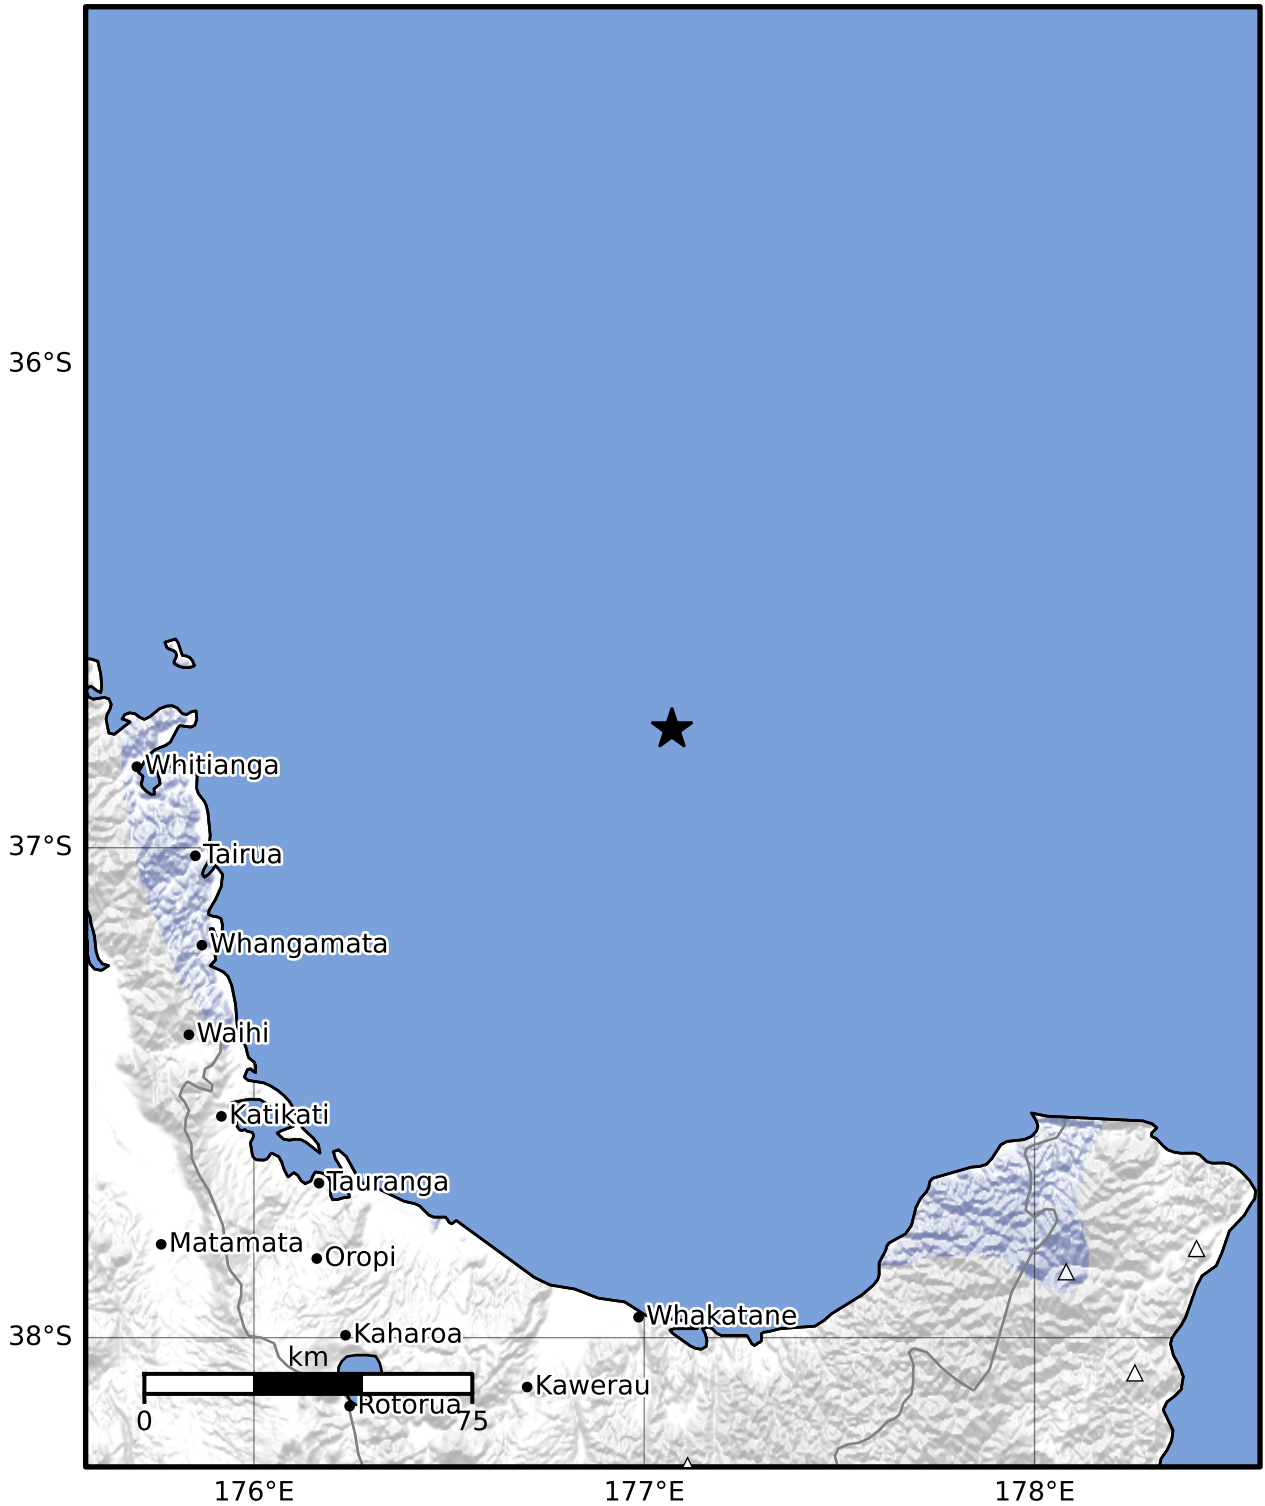 36°S
Whitianga
37°S
Tairua
Whangamata
Waihi
Katikati
Tauranga
Matamata
Oropi
Whakatane
38°S
Kaharoa
km
Kawerau
Rotorua
0
75
176°E
177°E
178°E